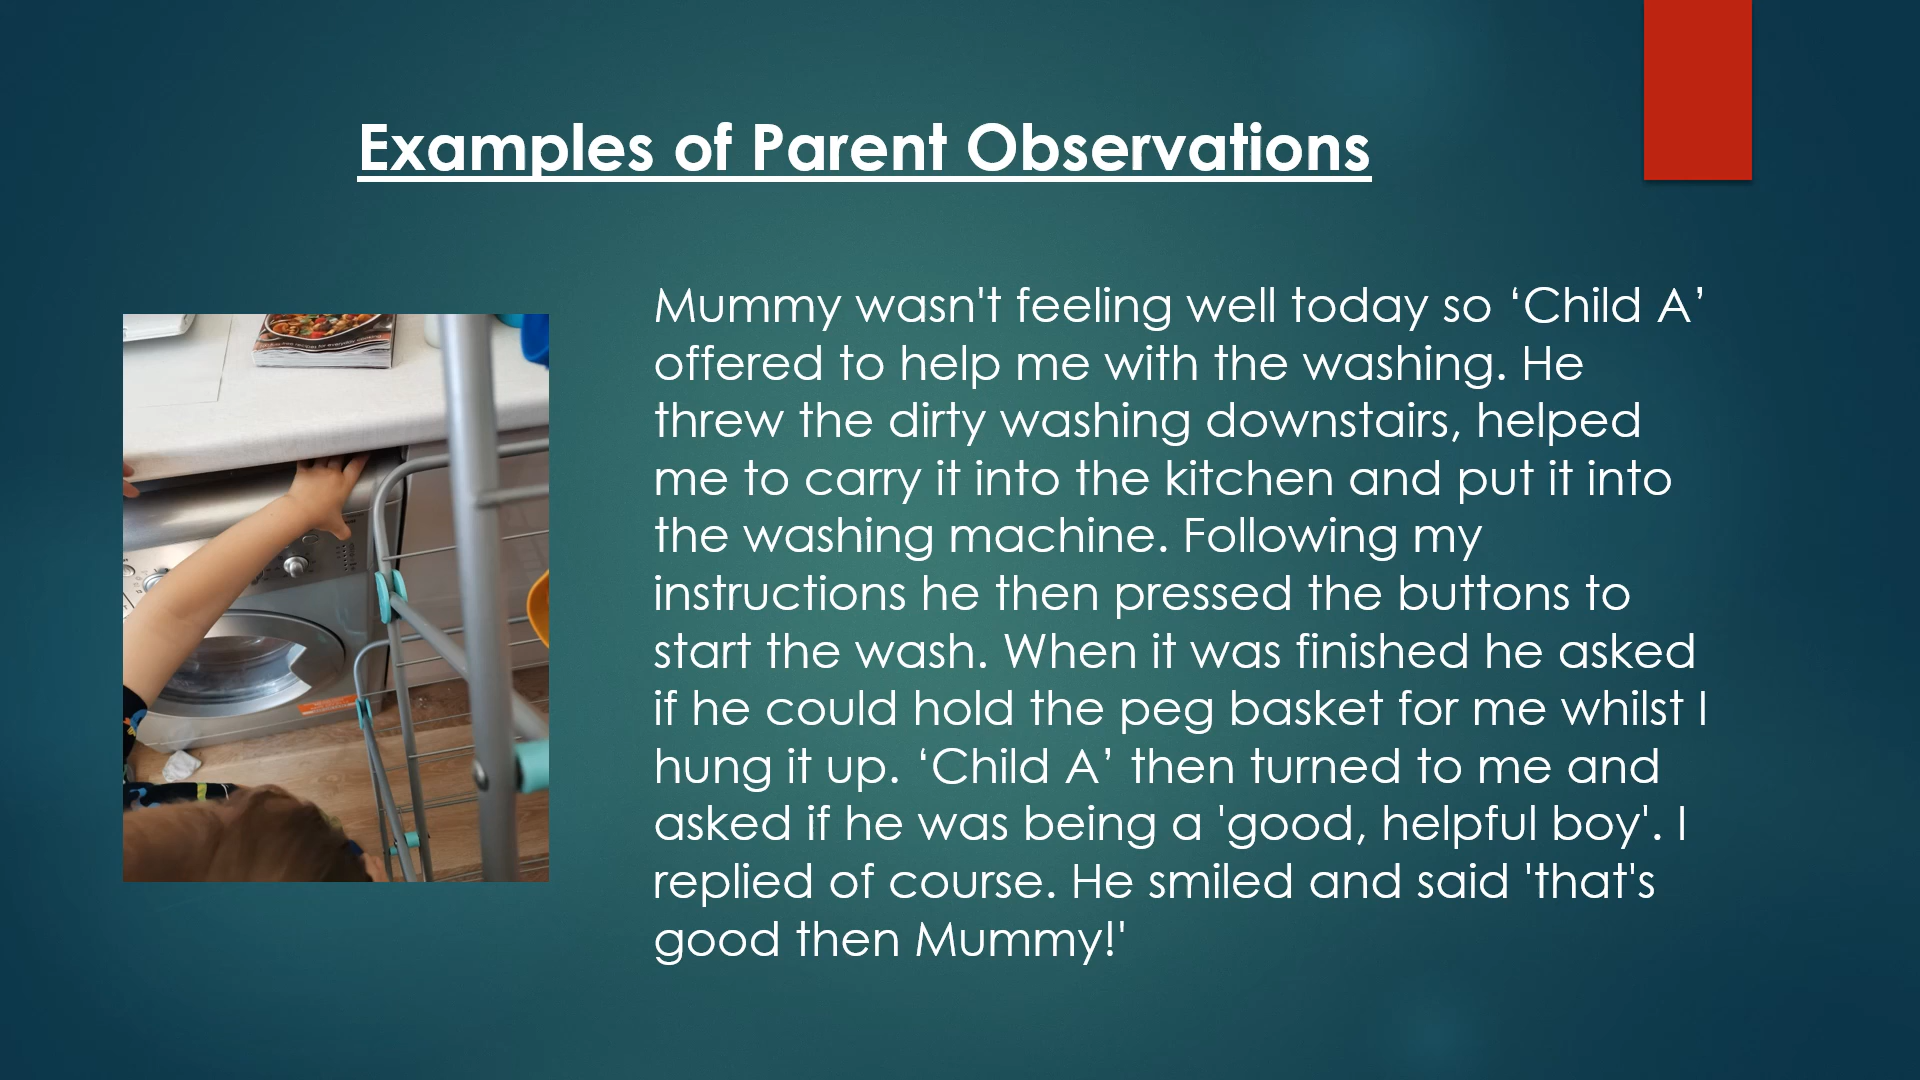 Examples of Parent Observations
Mummy wasn't feeling well today so ‘Child A’
offered to help me with the washing. He
threw the dirty washing downstairs, helped
me to carry it into the kitchen and put it into
the washing machine. Following my
instructions he then pressed the buttons to
start the wash. When it was finished he asked
if he could hold the peg basket for me whilst I
hung it up. ‘Child A’ then turned to me and
asked if he was being a 'good, helpful boy'. I
replied of course. He smiled and said 'that's
good then Mummy!'